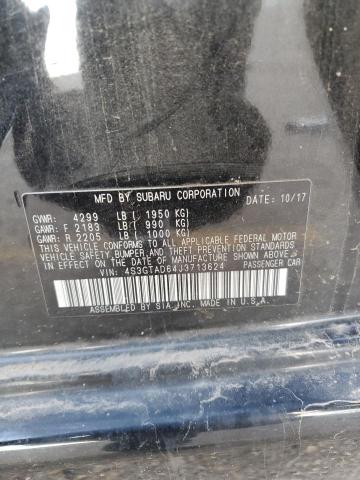 MFD BY SUBARU CORPORATION DATE: 10/17
GVWR: 4299 LB ( 1950 KG)
GAWR: F 2183 LB ( 990 KG)
GAWR: R 2205 LB ( 1000 KG)
THIS VEHICLE CONFORMS TO ALL APPLICABLE FEDERAL MOTOR
VEHICLE SAFETY, BUMPER, AND THEFT PREVENTION STANDARDS
IN EFFECT ON THE DATE OF MANUFACTURE SHOWN ABOVE.
VIN: 4S3GTAD64J3713624 PASSENGER CAR
ASSEMBLED BY SIA, INC. MADE IN U.S.A.